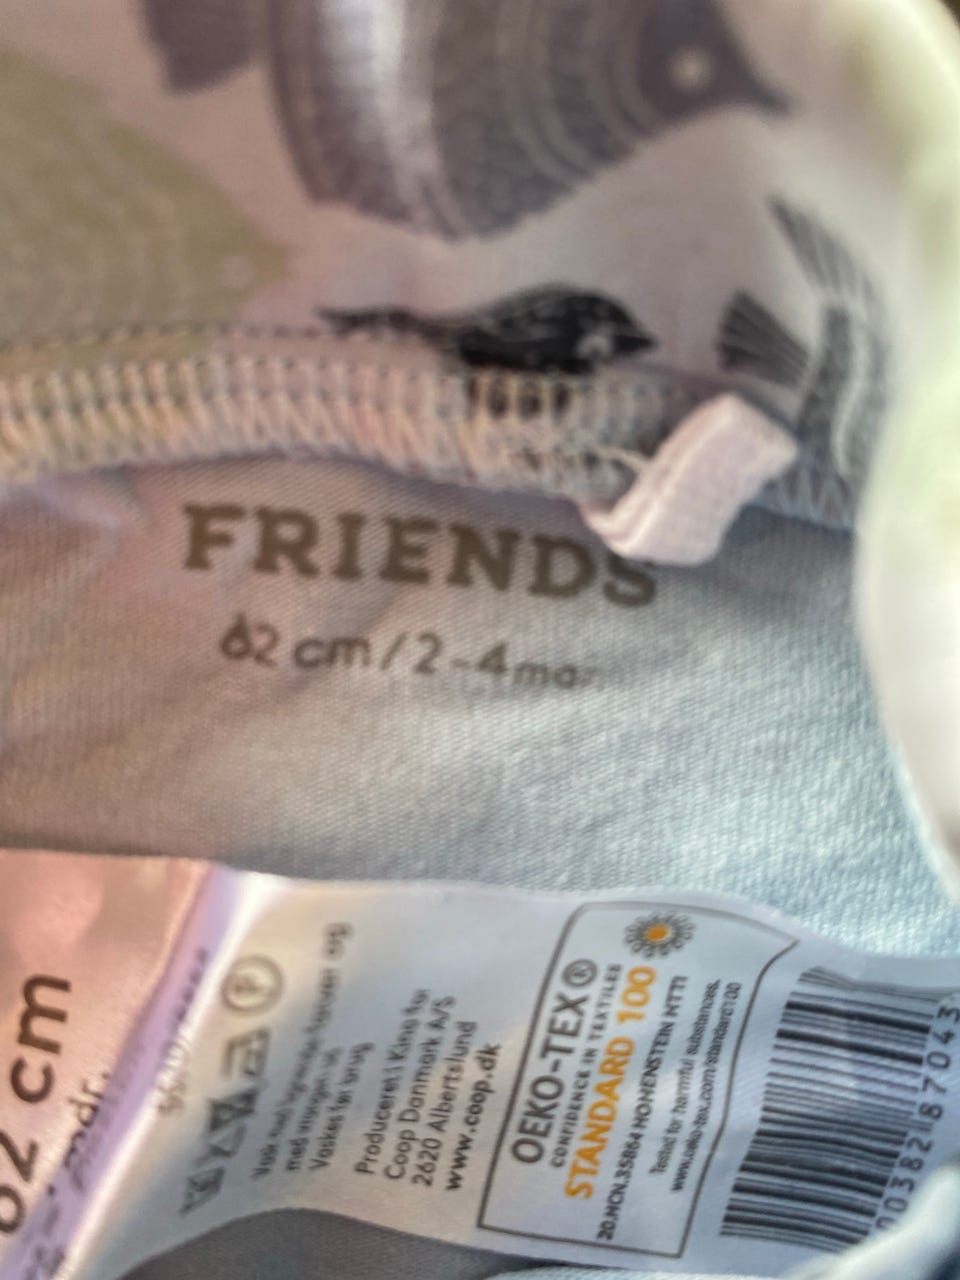 FRIENDS
62 cm/2-4
62 cm
mdr.
Vask med lignende farver og
med vrangen ud
Vaskes før brug
Produceret i Kina for
Coop Danmark A/S
2620 Albertslund
www.coop.dk
OEKO-TEX®
CONFIDENCE IN TEXTILES
STANDARD 100
20.HCN.35864 HOHENSTEIN HTTI
Tested for harmful substances.
www.oeko-tex.com/standard100